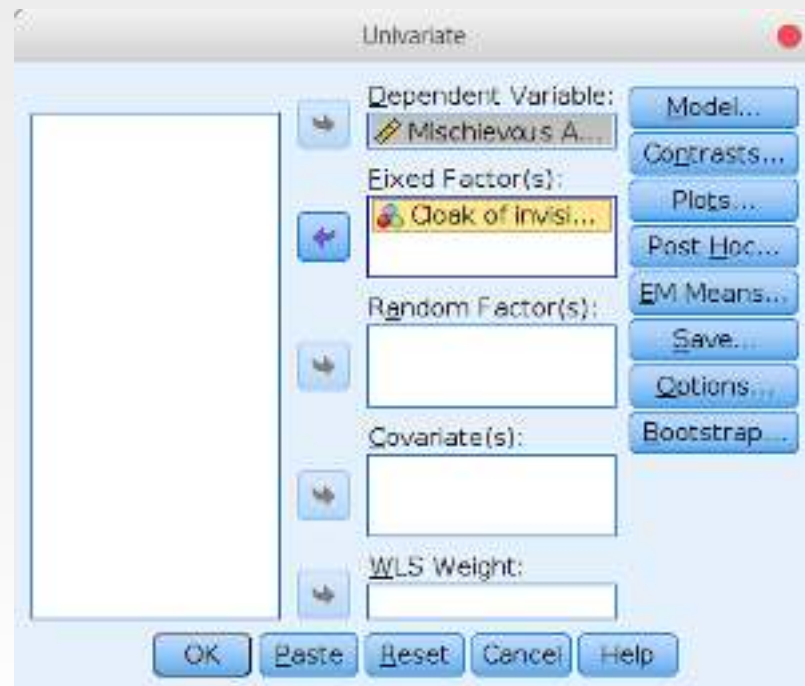 Univariate
Dependent Variable:
Mischievous A...
Fixed Factor(s):
Cloak of invisi...
Random Factor(s):
Covariate(s):
WLS Weight:
Model...
Contrasts...
Plots...
Post Hoc...
EM Means...
Save...
Options...
Bootstrap...
OK Paste Reset Cancel Help